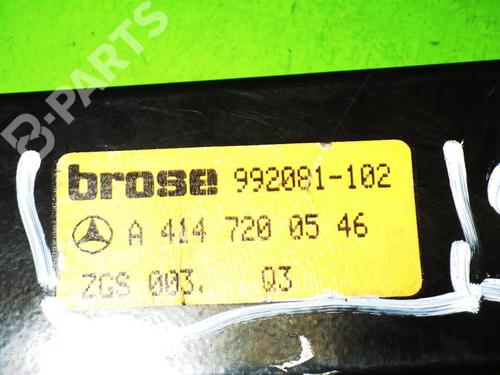 B-PARTS
brose 992081-102
A 414 720 05 46
ZGS 003. Q3